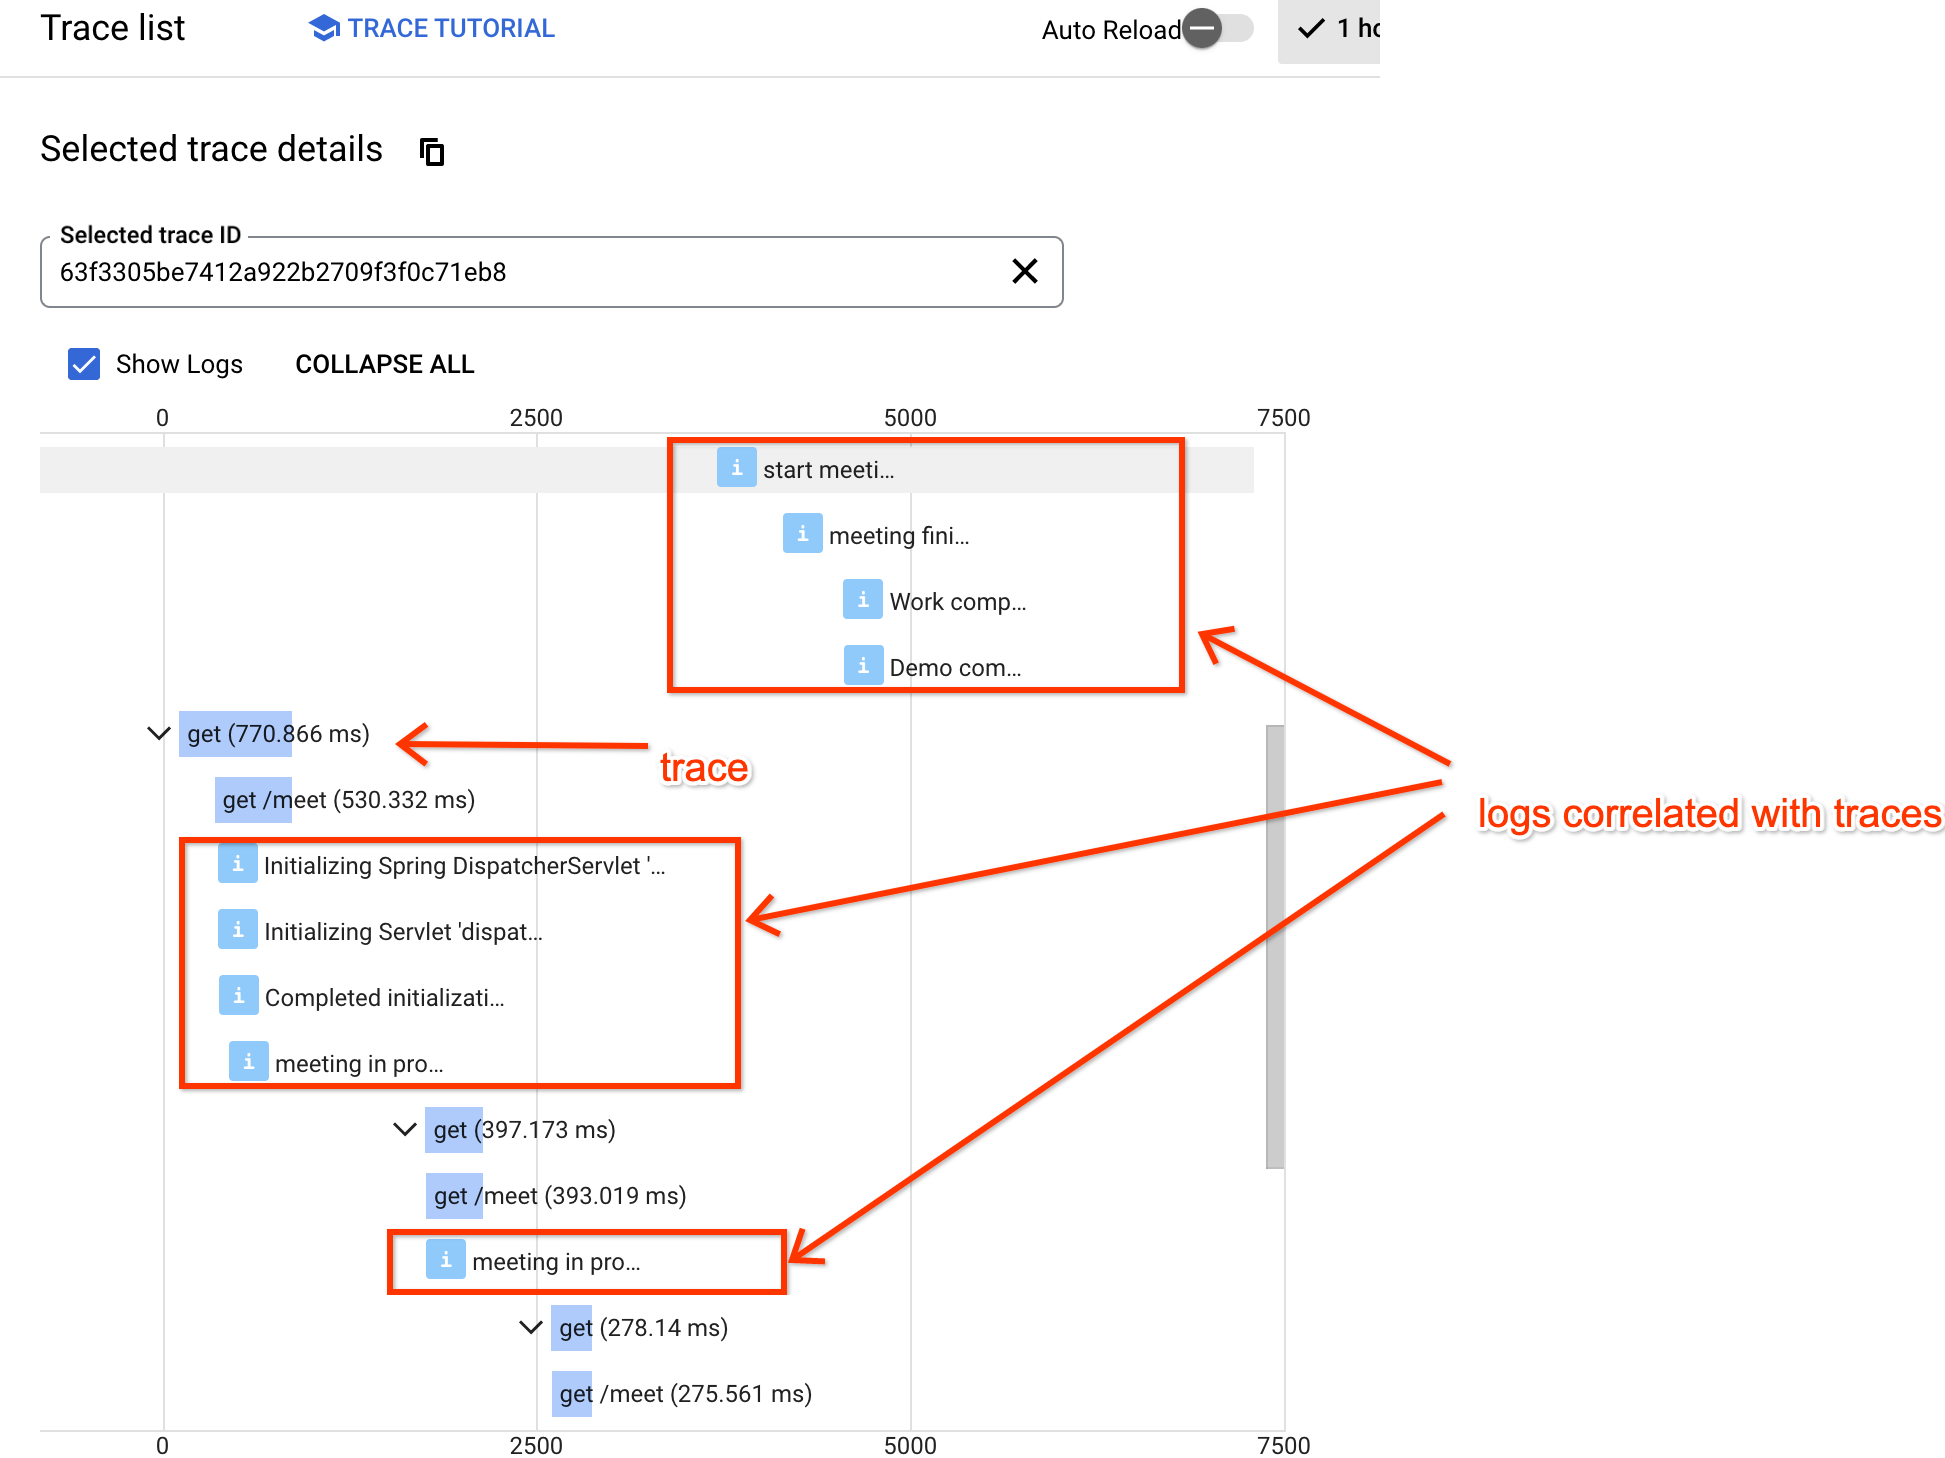 Trace list
TRACE TUTORIAL
Auto Reload
1 ho
Selected trace details
Selected trace ID
63f3305be7412a922b2709f3f0c71eb8
Show Logs
COLLAPSE ALL
0 2500 5000 7500
i start meeti...
i meeting fini...
i Work comp...
i Demo com...
get (770.866 ms)
trace
get /meet (530.332 ms)
logs correlated with traces
i Initializing Spring DispatcherServlet '...
i Initializing Servlet 'dispat...
i Completed initializati...
i meeting in pro...
get (397.173 ms)
get /meet (393.019 ms)
i meeting in pro...
get (278.14 ms)
get /meet (275.561 ms)
0 2500 5000 7500